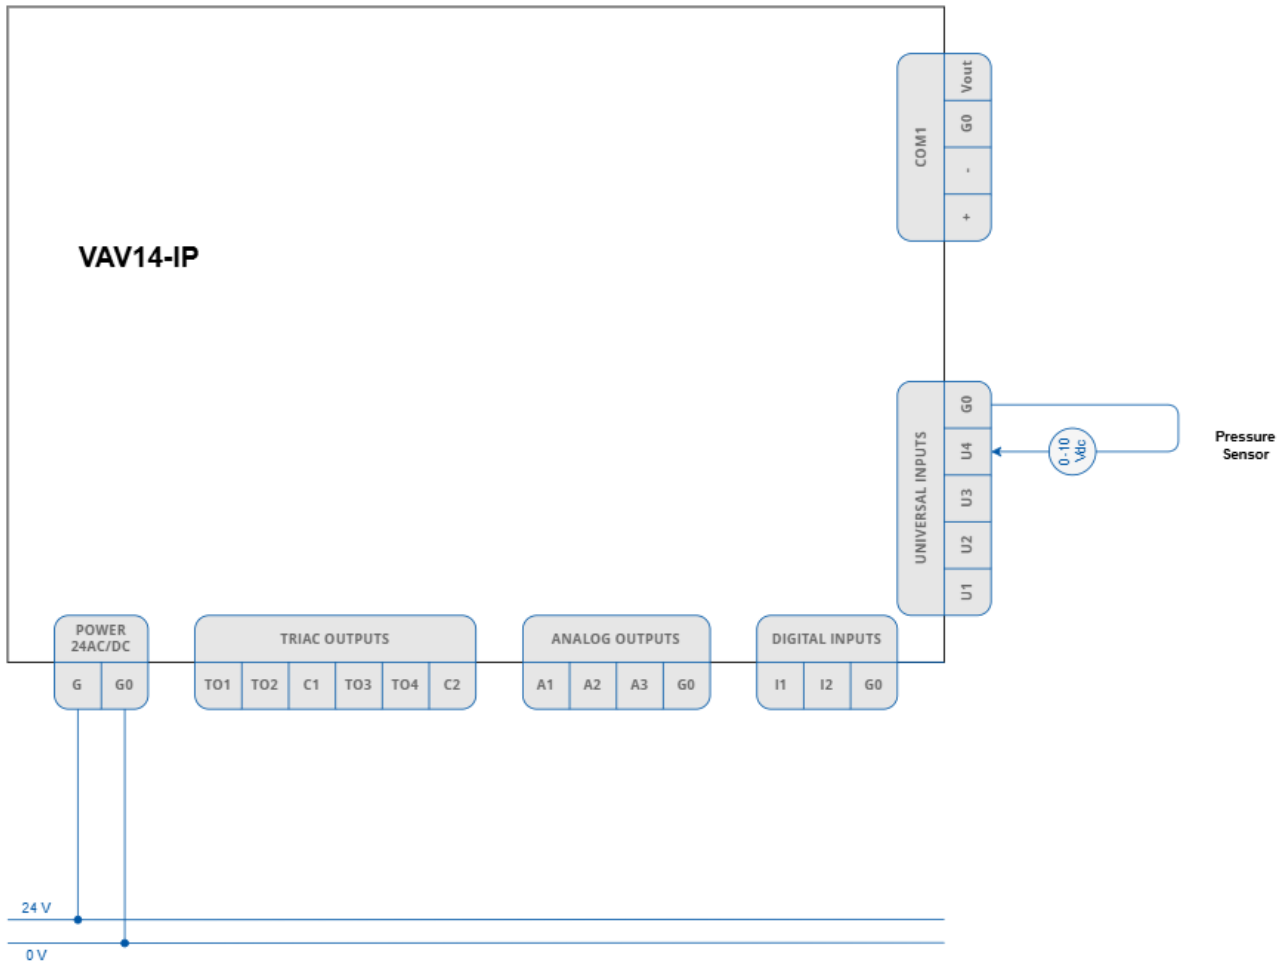 Vout
G0
-
+
COM1
VAV14-IP
G0
U4
U3
U2
U1
UNIVERSAL INPUTS
0-10
Vdc
Pressure
Sensor
POWER
24AC/DC
G G0
TRIAC OUTPUTS
TO1 TO2 C1 TO3 TO4 C2
ANALOG OUTPUTS
A1 A2 A3 G0
DIGITAL INPUTS
I1 I2 G0
24 V
0 V